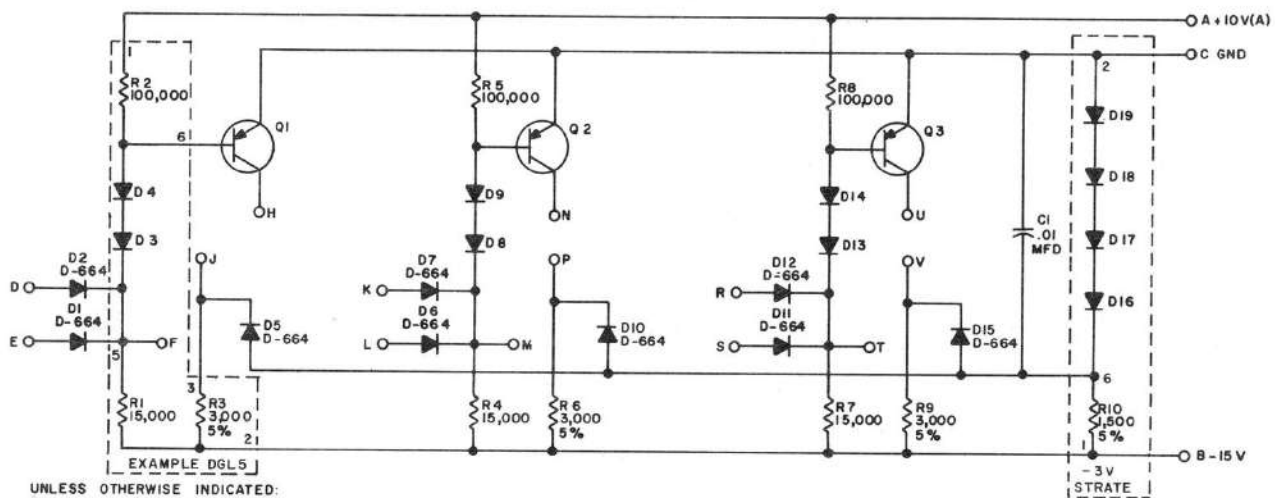 A+10V(A)
C GND
1
2
R2
100,000
R5
100,000
R8
100,000
D19
6
Q1
Q2
Q3
D4
D9
D14
D18
H
N
U
C1
.01
MFD
D3
D8
D13
D17
J
P
V
D2
D-664
D7
D-664
D12
D-664
D
K
R
D16
D1
D-664
D6
D-664
D11
D-664
D5
D-664
D10
D-664
D15
D-664
E
F
L
M
S
T
5
6
3
R1
15,000
R3
3,000
5%
R4
15,000
R6
3,000
5%
R7
15,000
R9
3,000
5%
R10
1,500
5%
2
1
B-15V
EXAMPLE DGL5
-3V
STRATE
UNLESS OTHERWISE INDICATED: